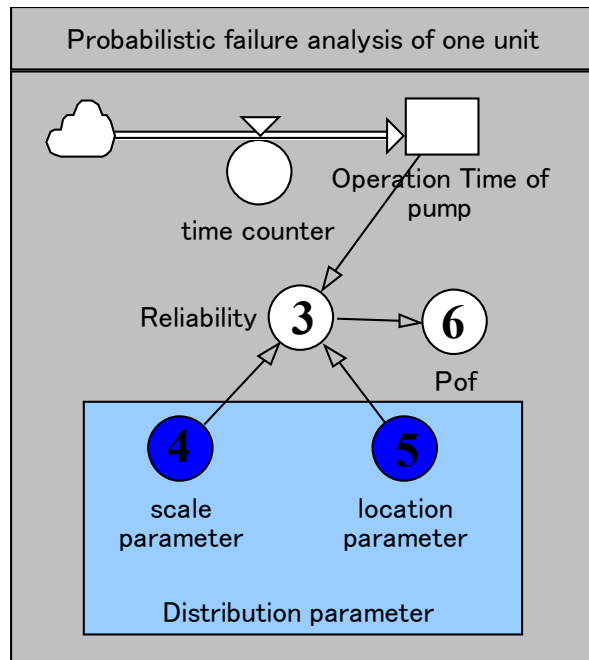 Probabilistic failure analysis of one unit
Operation Time of
pump
time counter
Reliability
3
6
Pof
4
5
scale
parameter
location
parameter
Distribution parameter